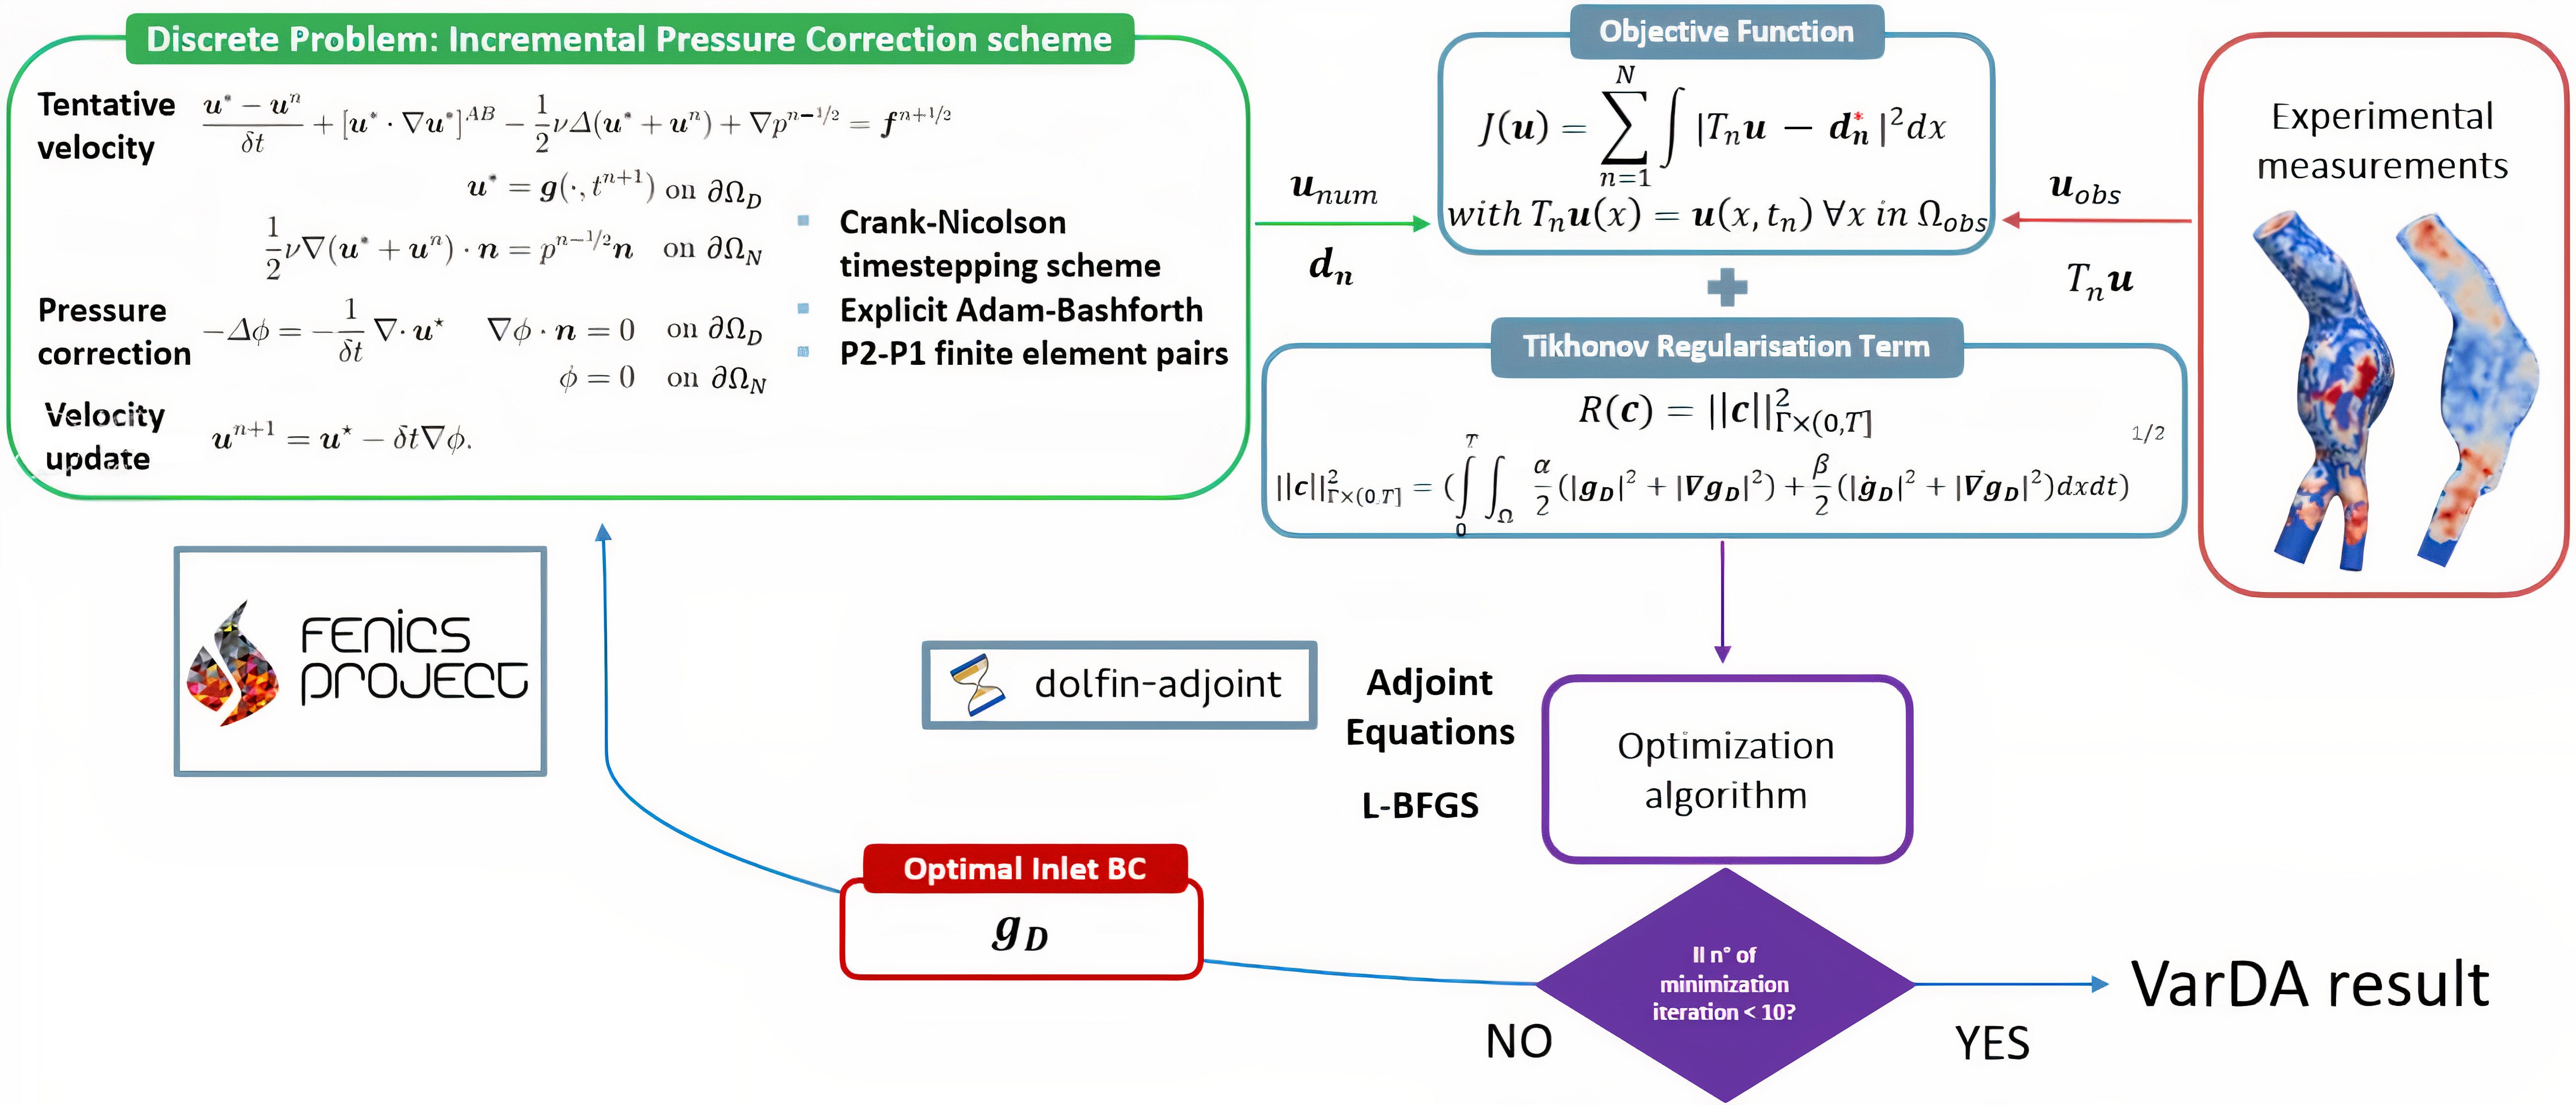 Discrete Problem: Incremental Pressure Correction scheme
Tentative velocity
$\frac{u^* - u^n}{\delta t} + [u^* \cdot \nabla u^*]^{AB} - \frac{1}{2}\nu\Delta(u^* + u^n) + \nabla p^{n-1/2} = f^{n+1/2}$
$u^* = g(\cdot, t^{n+1})$ on $\partial\Omega_D$
$\frac{1}{2}\nu\nabla(u^* + u^n) \cdot n = p^{n-1/2}n$ on $\partial\Omega_N$
Pressure correction
$-\Delta\phi = -\frac{1}{\delta t}\nabla \cdot u^\star$ $\nabla\phi \cdot n = 0$ on $\partial\Omega_D$
$\phi = 0$ on $\partial\Omega_N$
Velocity update
$u^{n+1} = u^\star - \delta t\nabla\phi.$
▪ Crank-Nicolson
timestepping scheme
▪ Explicit Adam-Bashforth
▪ P2-P1 finite element pairs
$u_{num}$
$d_n$
Objective Function
$J(u) = \sum_{n=1}^{N} \int |T_n u - d_n^*|^2 dx$
with $T_n u(x) = u(x, t_n)$ ∀x in $\Omega_{obs}$
$u_{obs}$
$T_n u$
Experimental
measurements
Tikhonov Regularisation Term
$R(c) = ||c||^2_{\Gamma\times(0,T]}$
$||c||^2_{\Gamma\times(0,T]} = (\int_0^T \int_\Omega \frac{\alpha}{2}(|g_D|^2 + |\nabla g_D|^2) + \frac{\beta}{2}(|\dot{g}_D|^2 + |\dot{\nabla} g_D|^2)dxdt)^{1/2}$
FENICS
PROJECT
dolfin-adjoint
Adjoint
Equations
L-BFGS
Optimization
algorithm
Optimal Inlet BC
$g_D$
Il n° of
minimization
iteration < 10?
NO
YES
VarDA result